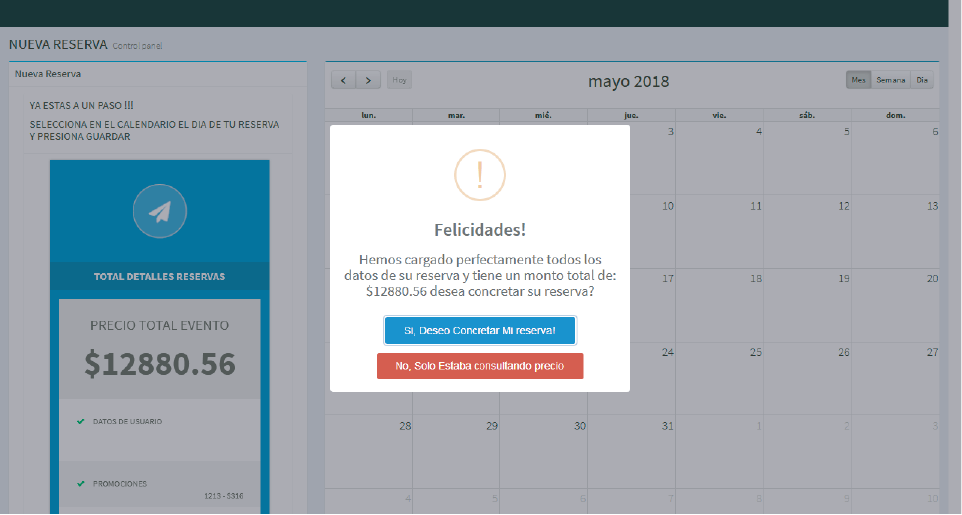 NUEVA RESERVA Control panel
Nueva Reserva
YA ESTAS A UN PASO !!!
SELECCIONA EN EL CALENDARIO EL DIA DE TU RESERVA
Y PRESIONA GUARDAR
TOTAL DETALLES RESERVAS
PRECIO TOTAL EVENTO
$12880.56
DATOS DE USUARIO
PROMOCIONES
1213 - $316
Hoy
mayo 2018
Mes Semana Dia
lun. mar. mié. jue. vie. sáb. dom.
3 4 5 6
10 11 12 13
17 18 19 20
24 25 26 27
28 29 30 31 1 2 3
4 5 6 7 8 9 10
!
Felicidades!
Hemos cargado perfectamente todos los
datos de su reserva y tiene un monto total de:
$12880.56 desea concretar su reserva?
Si, Deseo Concretar Mi reserva!
No, Solo Estaba consultando precio